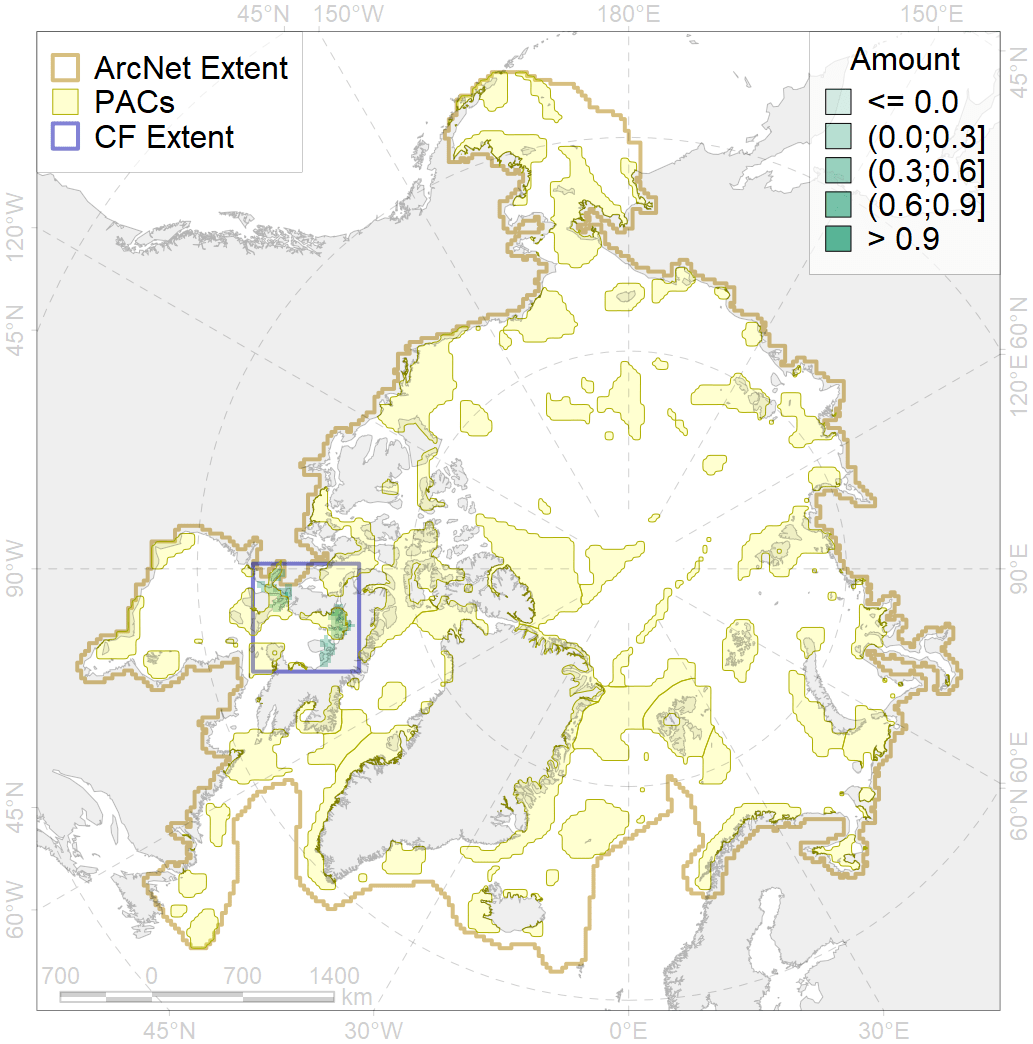 45°N 150°W 180°E 150°E
ArcNet Extent
PACs
CF Extent
Amount
<= 0.0
(0.0;0.3]
(0.3;0.6]
(0.6;0.9]
> 0.9
45°N
120°W
60°N
45°N
120°E
90°W
90°E
60°E
45°N
60°N
60°W
700 0 700 1400
km
45°N 30°W 0°E 30°E